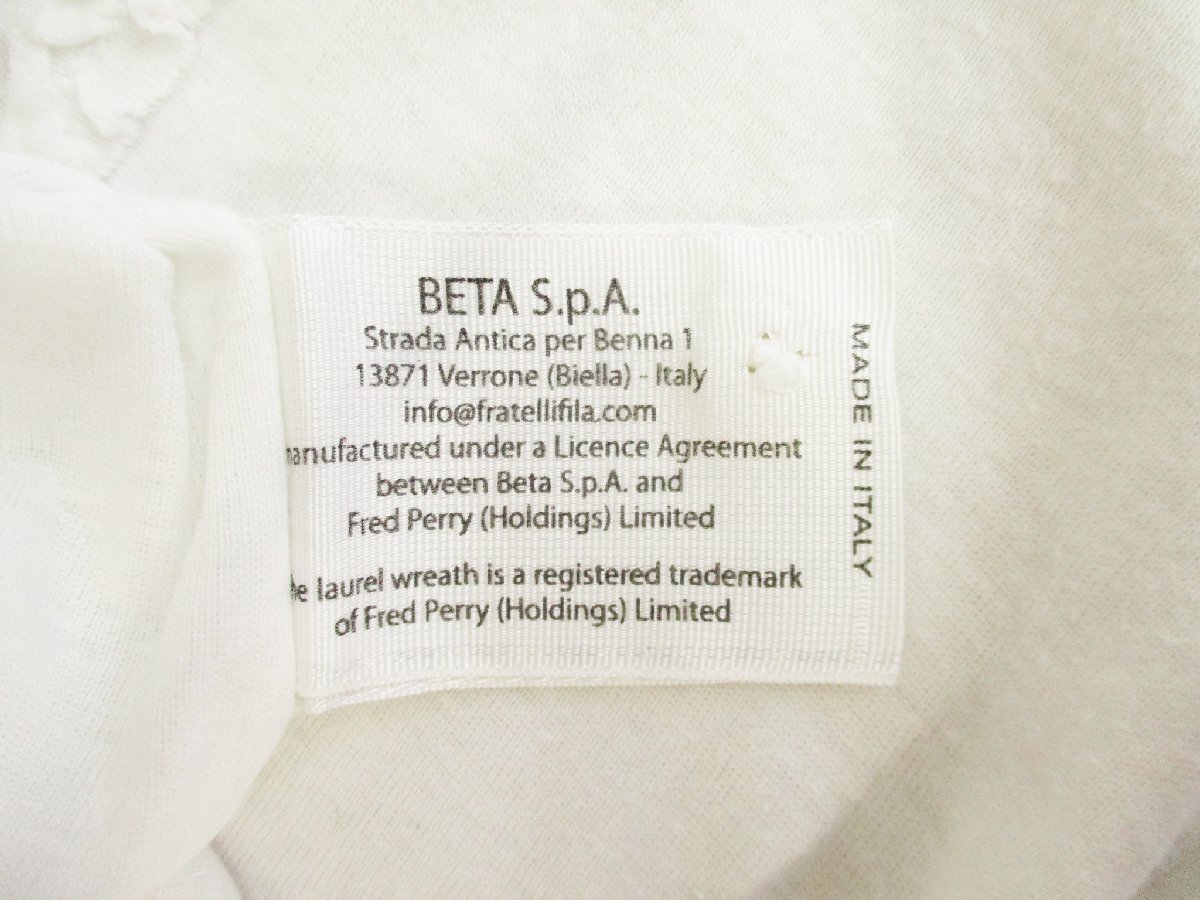 BETA S.p.A.
Strada Antica per Benna 1
13871 Verrone (Biella) - Italy
info@fratellifila.com
anufactured under a Licence Agreement
between Beta S.p.A. and
Fred Perry (Holdings) Limited
e laurel wreath is a registered trademark
of Fred Perry (Holdings) Limited
MADE IN ITALY